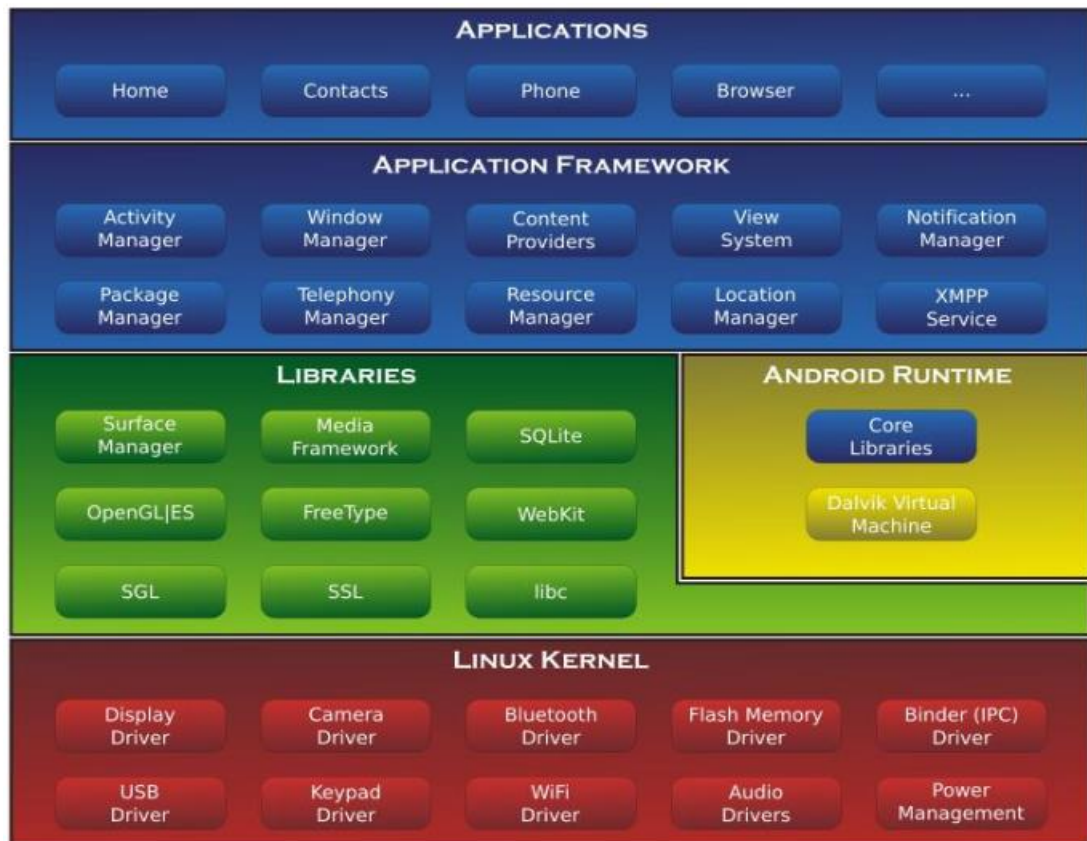 APPLICATIONS
Home
Contacts
Phone
Browser
...
APPLICATION FRAMEWORK
Activity
Manager
Window
Manager
Content
Providers
View
System
Notification
Manager
Package
Manager
Telephony
Manager
Resource
Manager
Location
Manager
XMPP
Service
LIBRARIES
Surface
Manager
Media
Framework
SQLite
OpenGL|ES
FreeType
WebKit
SGL
SSL
libc
ANDROID RUNTIME
Core
Libraries
Dalvik Virtual
Machine
LINUX KERNEL
Display
Driver
Camera
Driver
Bluetooth
Driver
Flash Memory
Driver
Binder (IPC)
Driver
USB
Driver
Keypad
Driver
WiFi
Driver
Audio
Drivers
Power
Management